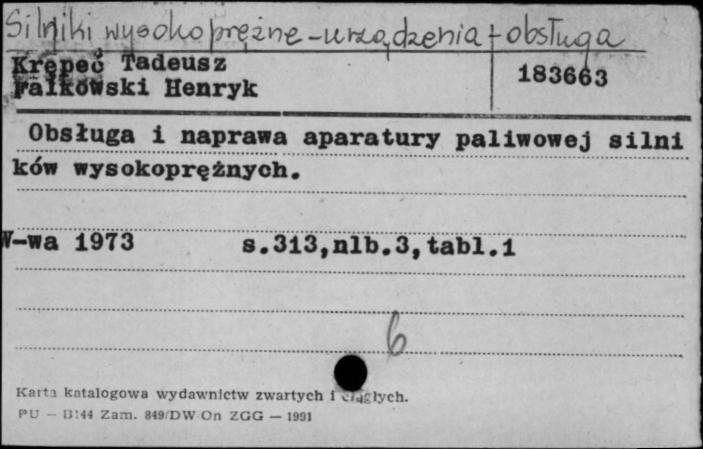 Silniki wysokoprężne - urządzenia + obsługa
Krępeć Tadeusz
Falkowski Henryk
183663
Obsługa i naprawa aparatury paliwowej silni
ków wysokoprężnych.
W-wa 1973 s.313,nlb.3,tabl.1
6
Karta katalogowa wydawnictw zwartych i ciągłych.
PU — B144 Zam. 849/DW On ZGG — 1991